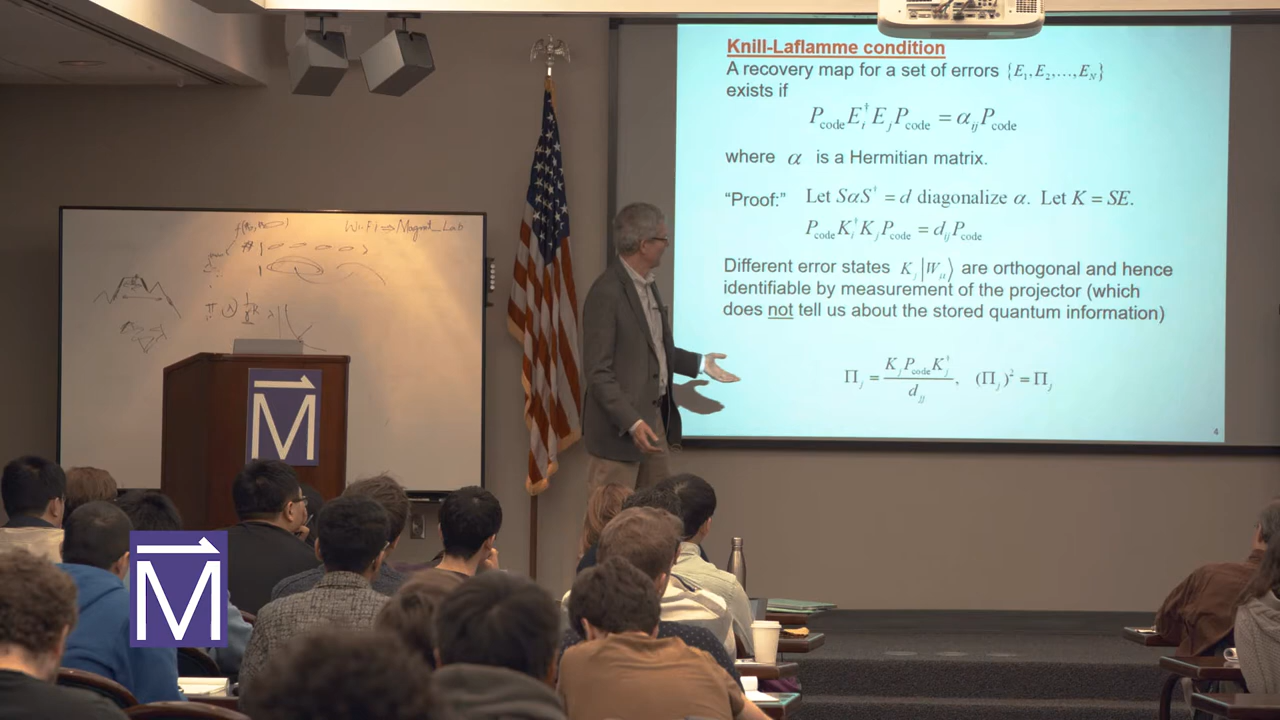 Knill-Laflamme condition
A recovery map for a set of errors {E₁, E₂, ..., E_N}
exists if
P_code E_i† E_j P_code = α_ij P_code
where α is a Hermitian matrix.
“Proof:” Let SαS† = d diagonalize α. Let K = SE.
P_code K_i† K_j P_code = d_ij P_code
Different error states K_j |W_μ⟩ are orthogonal and hence
identifiable by measurement of the projector (which
does not tell us about the stored quantum information)
Π_j = K_j P_code K_j† / d_jj, (Π_j)² = Π_j
4
Wi-Fi ⇒ Magnet_Lab
M
M